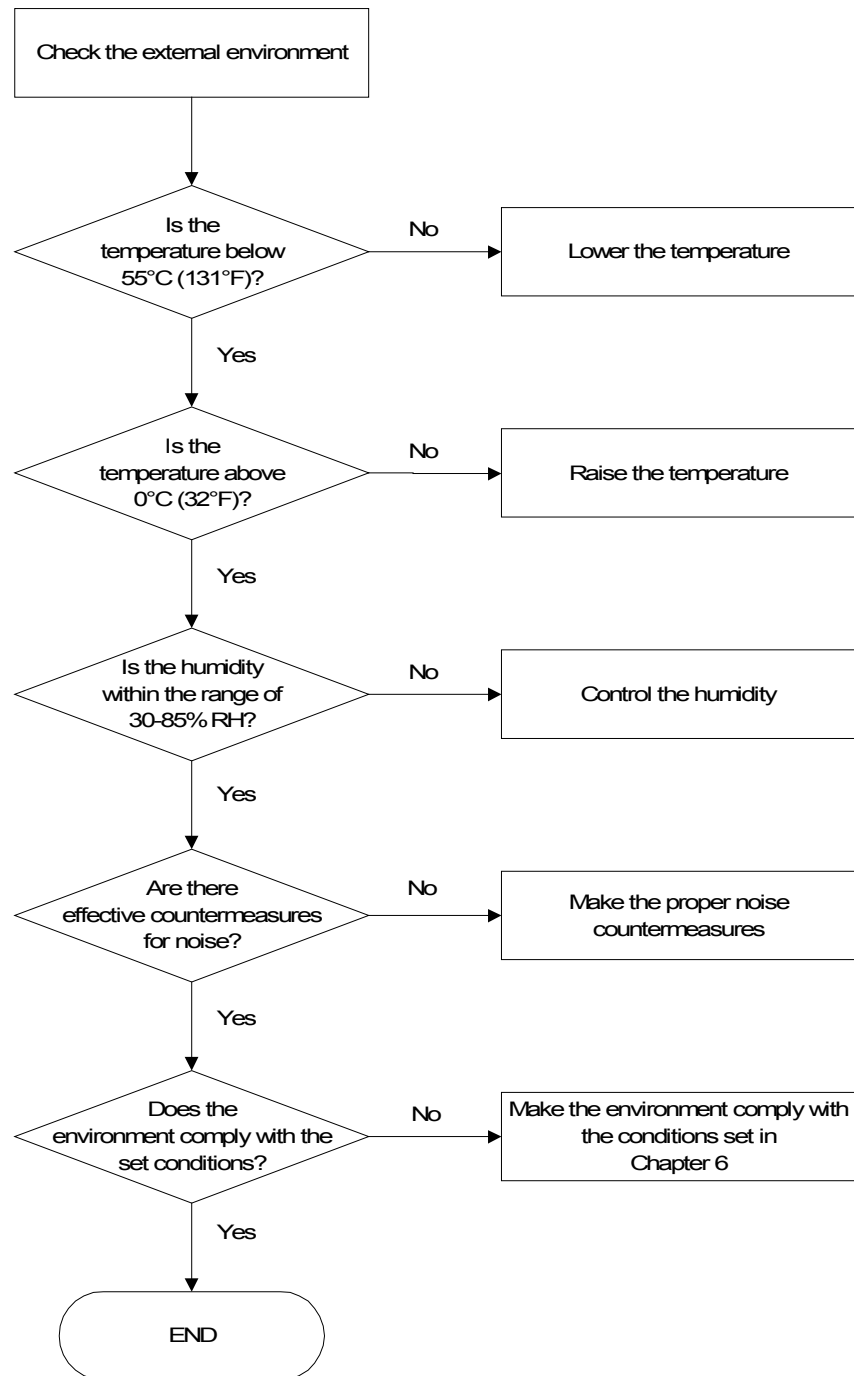 Check the external environment
Is the
temperature below
55°C (131°F)?
No
Lower the temperature
Yes
Is the
temperature above
0°C (32°F)?
No
Raise the temperature
Yes
Is the humidity
within the range of
30-85% RH?
No
Control the humidity
Yes
Are there
effective countermeasures
for noise?
No
Make the proper noise
countermeasures
Yes
Does the
environment comply with the
set conditions?
No
Make the environment comply with
the conditions set in
Chapter 6
Yes
END